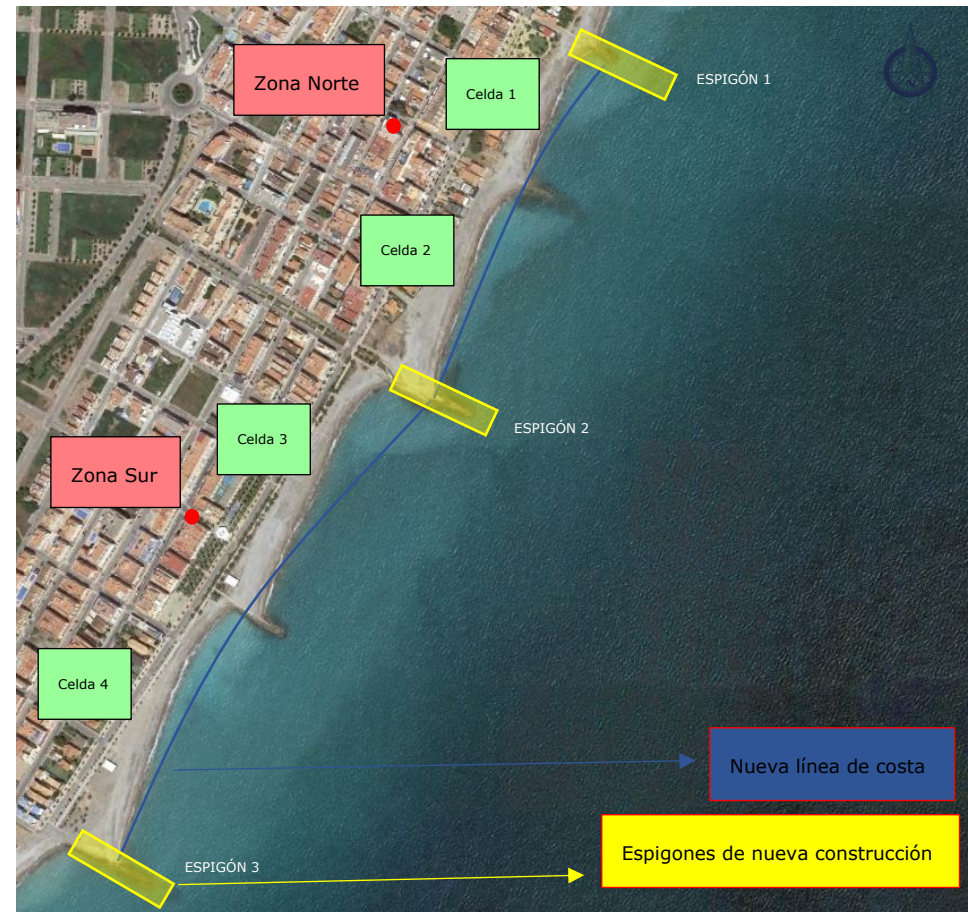 ESPIGÓN 1
Zona Norte
Celda 1
Celda 2
ESPIGÓN 2
Celda 3
Zona Sur
Celda 4
Nueva línea de costa
Espigones de nueva construcción
ESPIGÓN 3